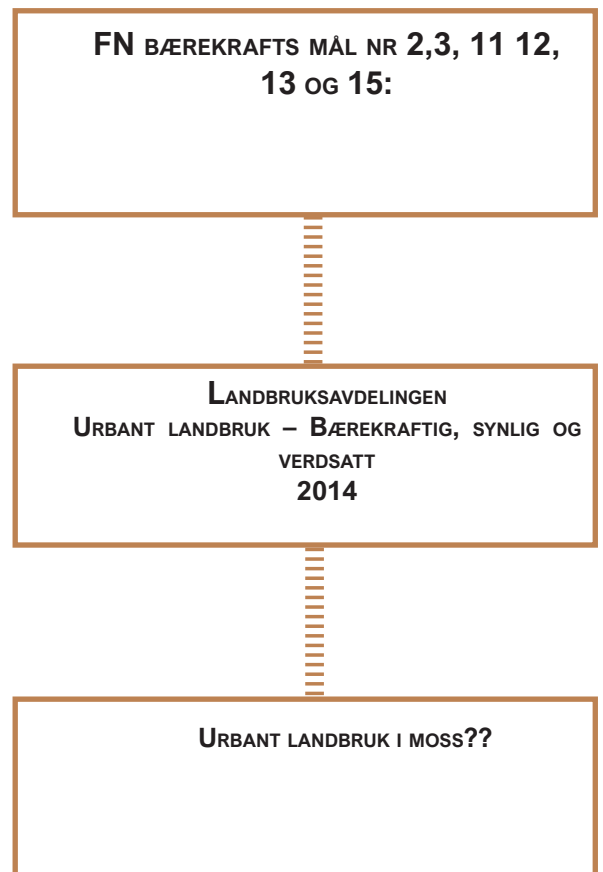 FN BÆREKRAFTS MÅL NR 2,3, 11 12,
13 OG 15:
LANDBRUKSAVDELINGEN
URBANT LANDBRUK – BÆREKRAFTIG, SYNLIG OG
VERDSATT
2014
URBANT LANDBRUK I MOSS??